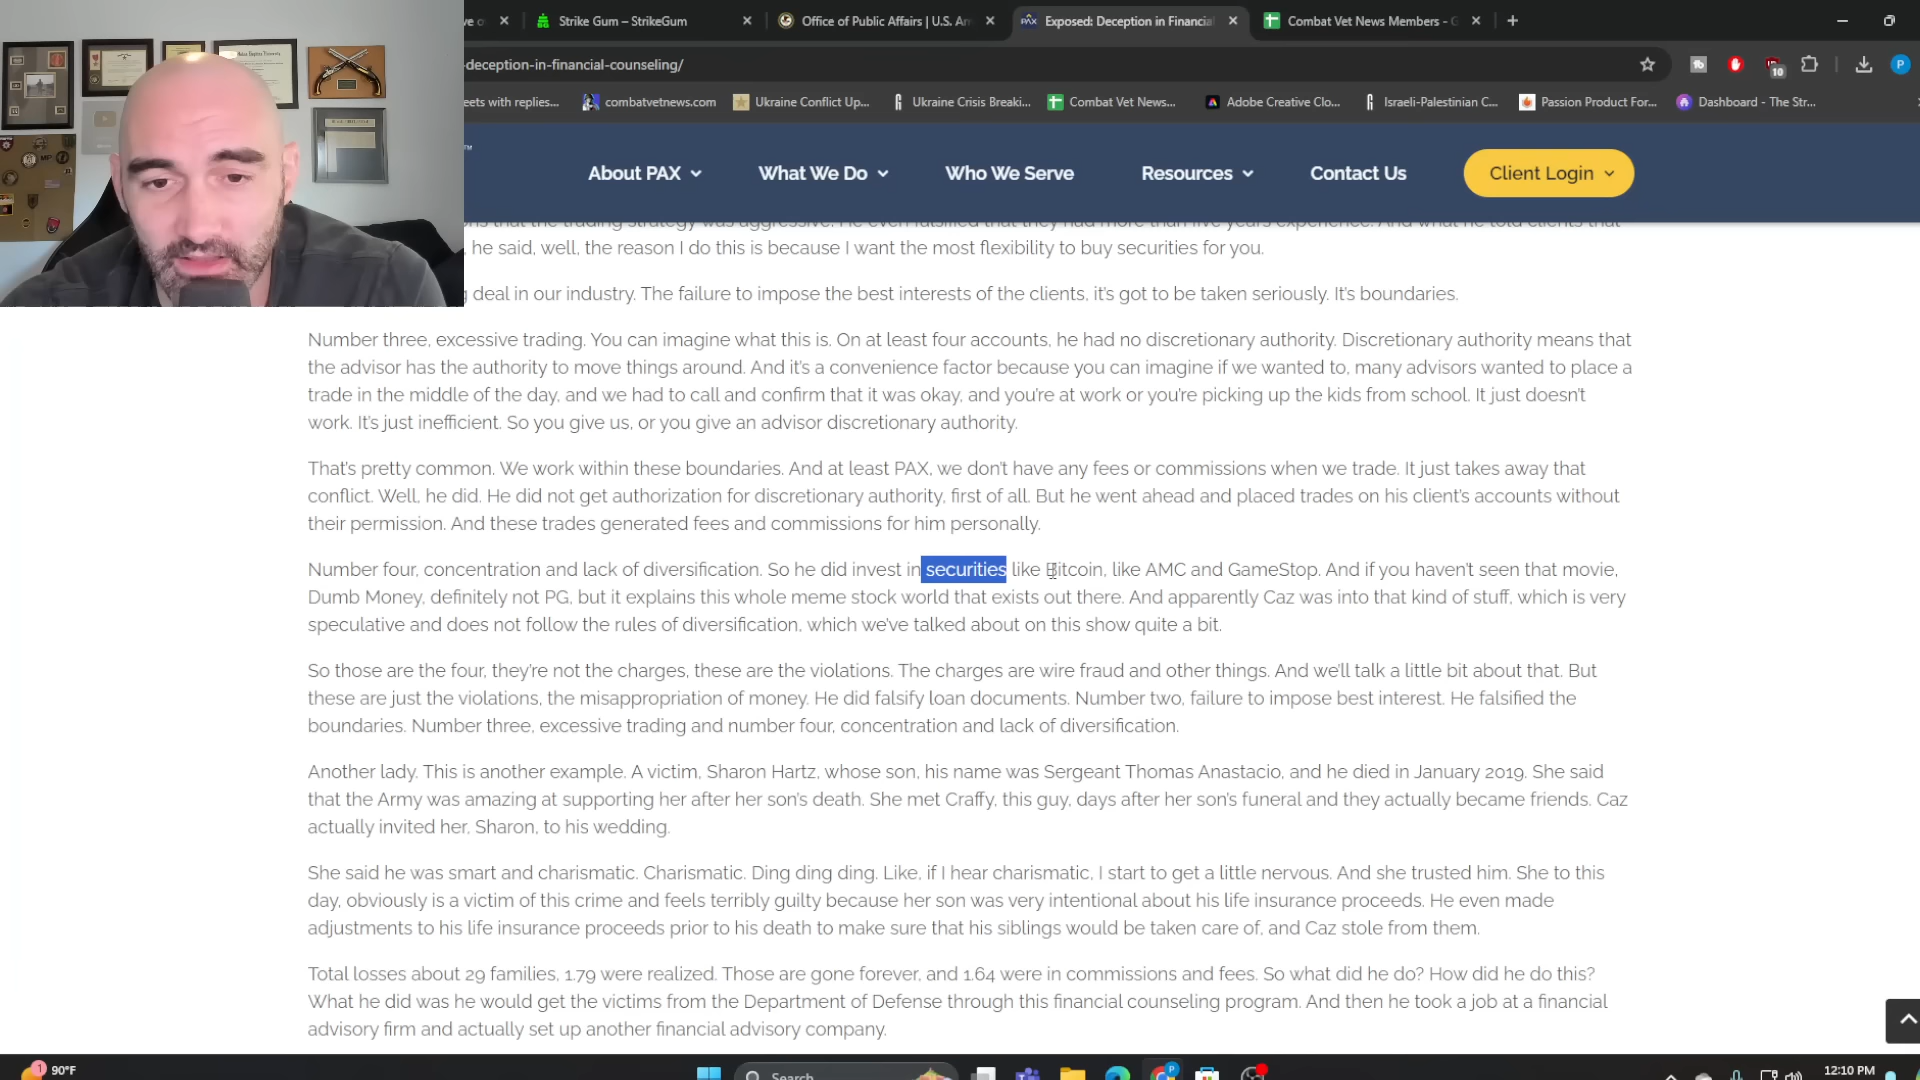 ve o
Strike Gum – StrikeGum
Office of Public Affairs | U.S. Arm
Exposed: Deception in Financial
Combat Vet News Members - G
-deception-in-financial-counseling/
10
P
eets with replies...
combatvetnews.com
Ukraine Conflict Up...
Ukraine Crisis Breaki...
Combat Vet News...
Adobe Creative Clo...
Israeli-Palestinian C...
Passion Product For...
Dashboard - The Str...
About PAX
What We Do
Who We Serve
Resources
Contact Us
Client Login
ons that the trading strategy was aggressive. He even falsified that they had more than five years experience. And what he told clients that
, he said, well, the reason I do this is because I want the most flexibility to buy securities for you.
g deal in our industry. The failure to impose the best interests of the clients, it's got to be taken seriously. It's boundaries.
Number three, excessive trading. You can imagine what this is. On at least four accounts, he had no discretionary authority. Discretionary authority means that
the advisor has the authority to move things around. And it's a convenience factor because you can imagine if we wanted to, many advisors wanted to place a
trade in the middle of the day, and we had to call and confirm that it was okay, and you're at work or you're picking up the kids from school. It just doesn't
work. It's just inefficient. So you give us, or you give an advisor discretionary authority.
That's pretty common. We work within these boundaries. And at least PAX, we don't have any fees or commissions when we trade. It just takes away that
conflict. Well, he did. He did not get authorization for discretionary authority, first of all. But he went ahead and placed trades on his client's accounts without
their permission. And these trades generated fees and commissions for him personally.
Number four, concentration and lack of diversification. So he did invest in securities like Bitcoin, like AMC and GameStop. And if you haven't seen that movie,
Dumb Money, definitely not PG, but it explains this whole meme stock world that exists out there. And apparently Caz was into that kind of stuff, which is very
speculative and does not follow the rules of diversification, which we've talked about on this show quite a bit.
So those are the four, they're not the charges, these are the violations. The charges are wire fraud and other things. And we'll talk a little bit about that. But
these are just the violations, the misappropriation of money. He did falsify loan documents. Number two, failure to impose best interest. He falsified the
boundaries. Number three, excessive trading and number four, concentration and lack of diversification.
Another lady. This is another example. A victim, Sharon Hartz, whose son, his name was Sergeant Thomas Anastacio, and he died in January 2019. She said
that the Army was amazing at supporting her after her son's death. She met Craffy, this guy, days after her son's funeral and they actually became friends. Caz
actually invited her, Sharon, to his wedding.
She said he was smart and charismatic. Charismatic. Ding ding ding. Like, if I hear charismatic, I start to get a little nervous. And she trusted him. She to this
day, obviously is a victim of this crime and feels terribly guilty because her son was very intentional about his life insurance proceeds. He even made
adjustments to his life insurance proceeds prior to his death to make sure that his siblings would be taken care of, and Caz stole from them.
Total losses about 29 families, 1.79 were realized. Those are gone forever, and 1.64 were in commissions and fees. So what did he do? How did he do this?
What he did was he would get the victims from the Department of Defense through this financial counseling program. And then he took a job at a financial
advisory firm and actually set up another financial advisory company.
1
90°F
Search
12:10 PM